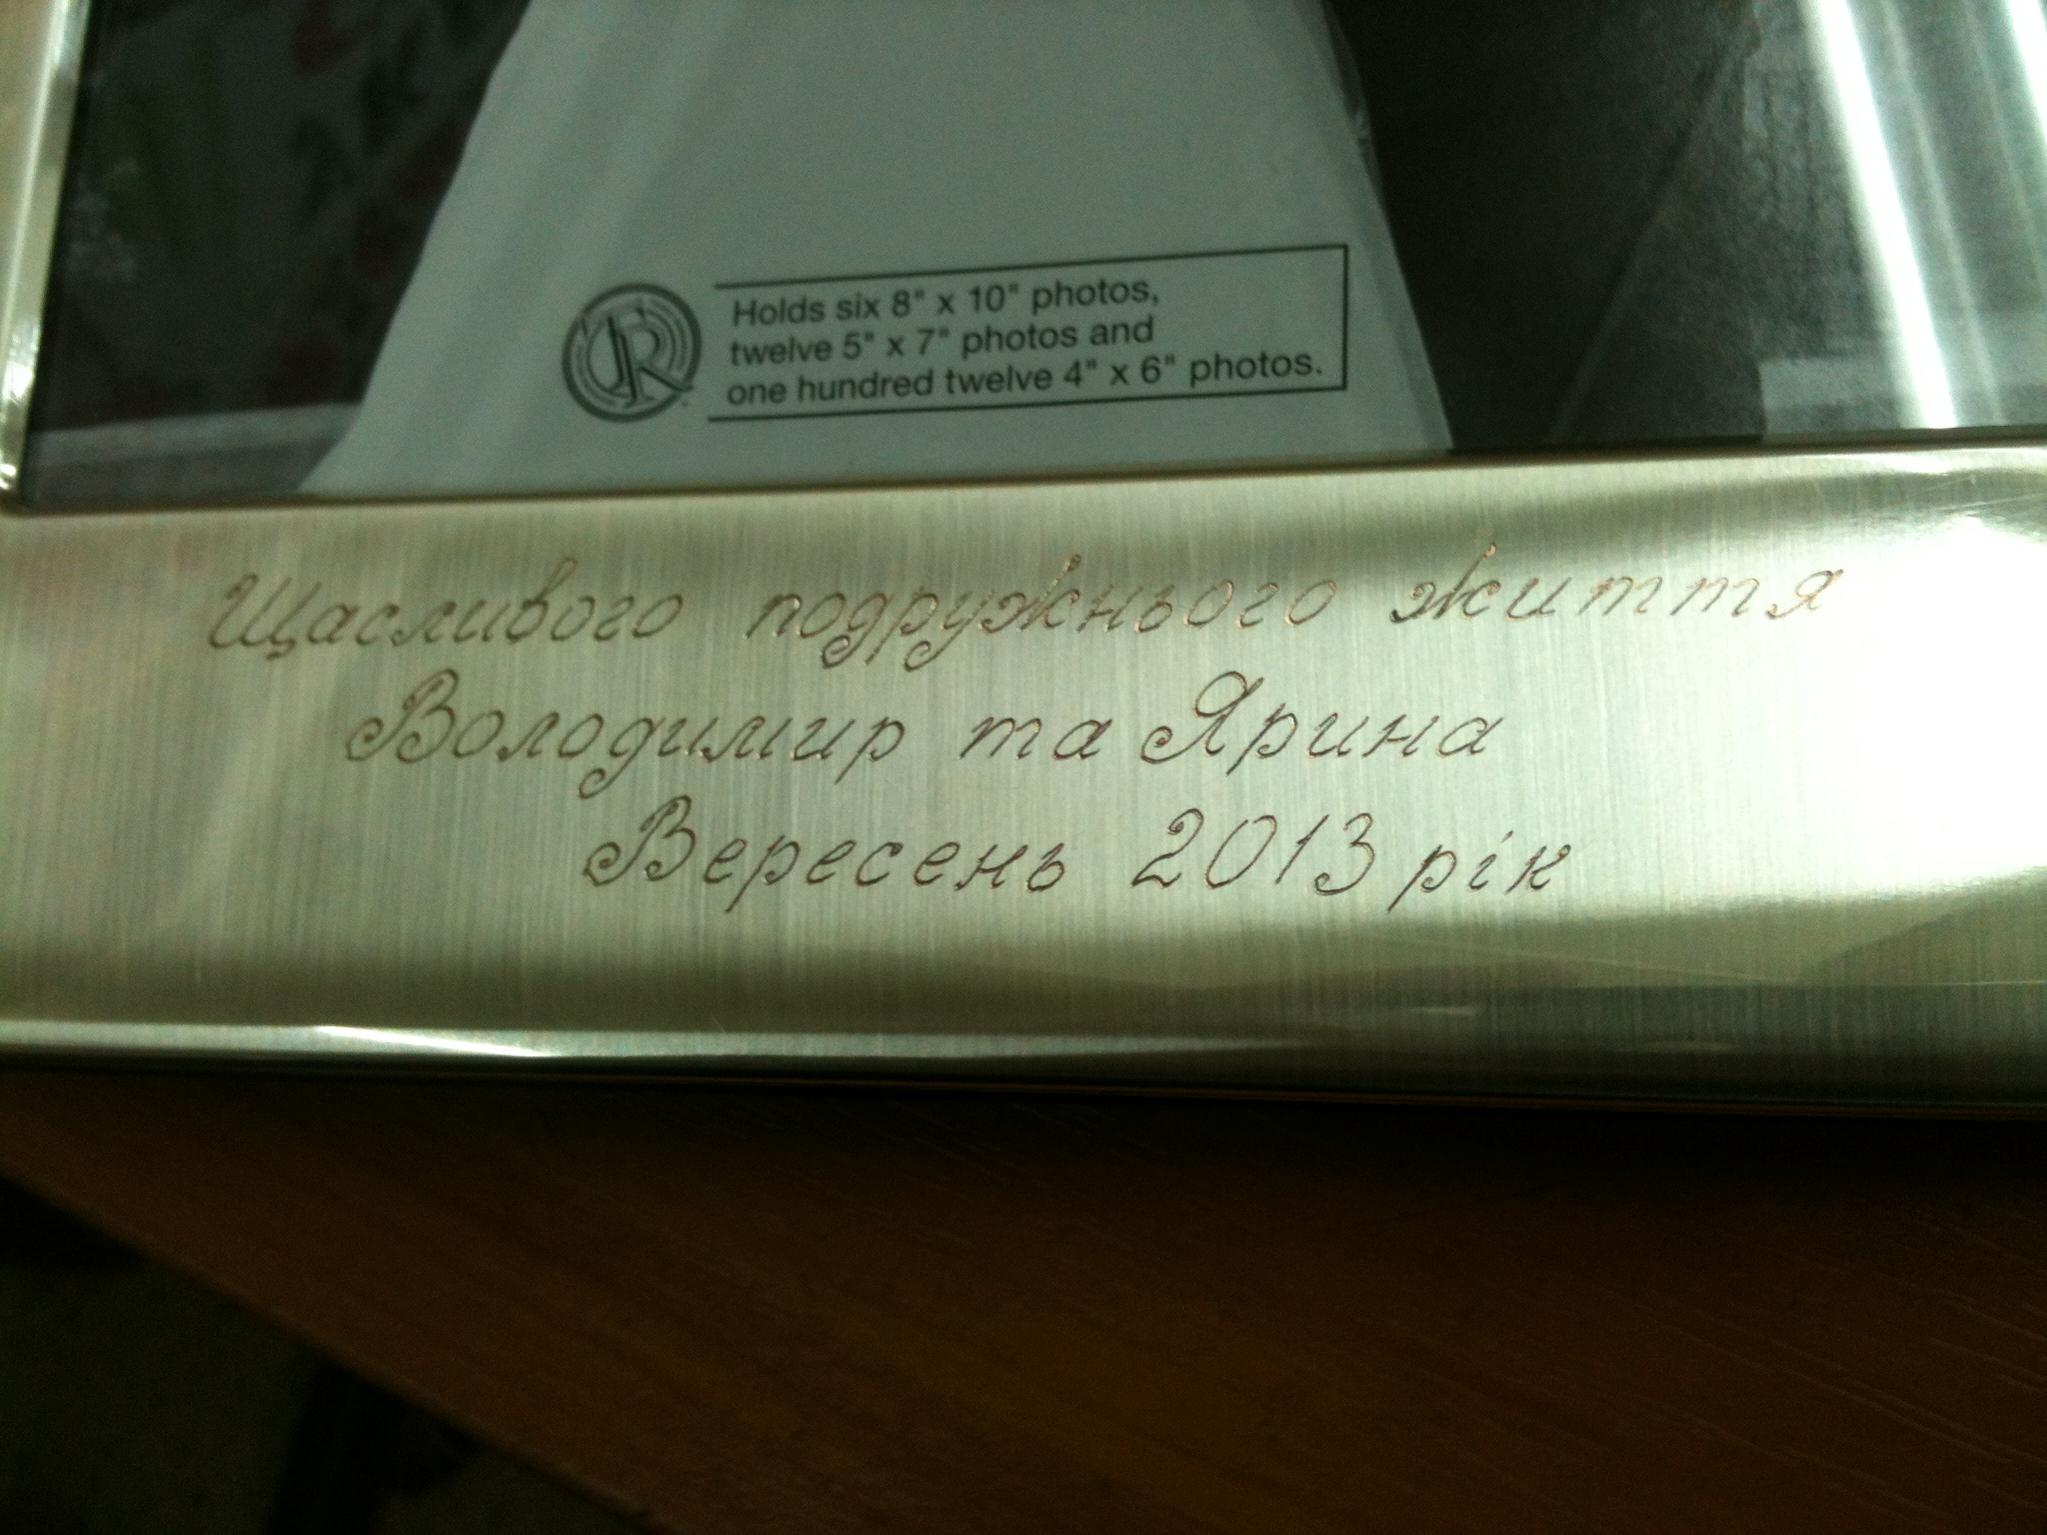 Holds six 8" x 10" photos,
twelve 5" x 7" photos and
one hundred twelve 4" x 6" photos.
Щасливого подружнього життя
Володимир та Ярина
Вересень 2013 рік